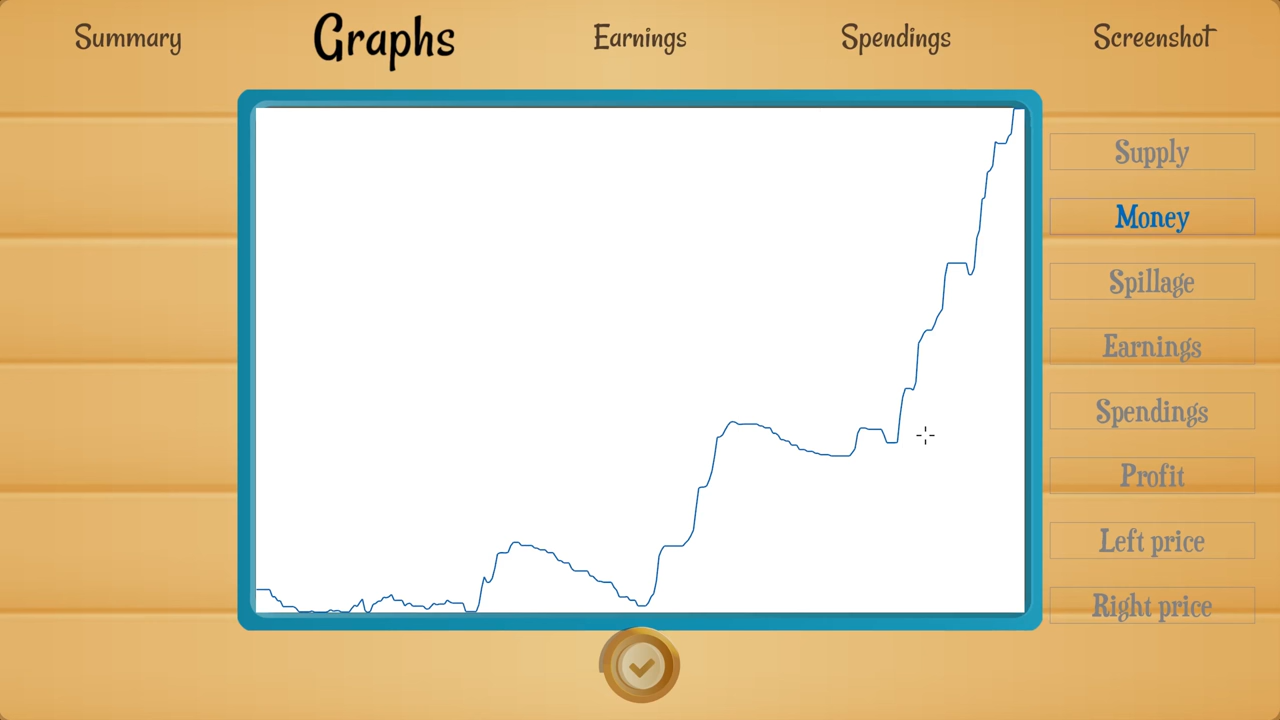 Summary
Graphs
Earnings
Spendings
Screenshot
Supply
Money
Spillage
Earnings
Spendings
Profit
Left price
Right price